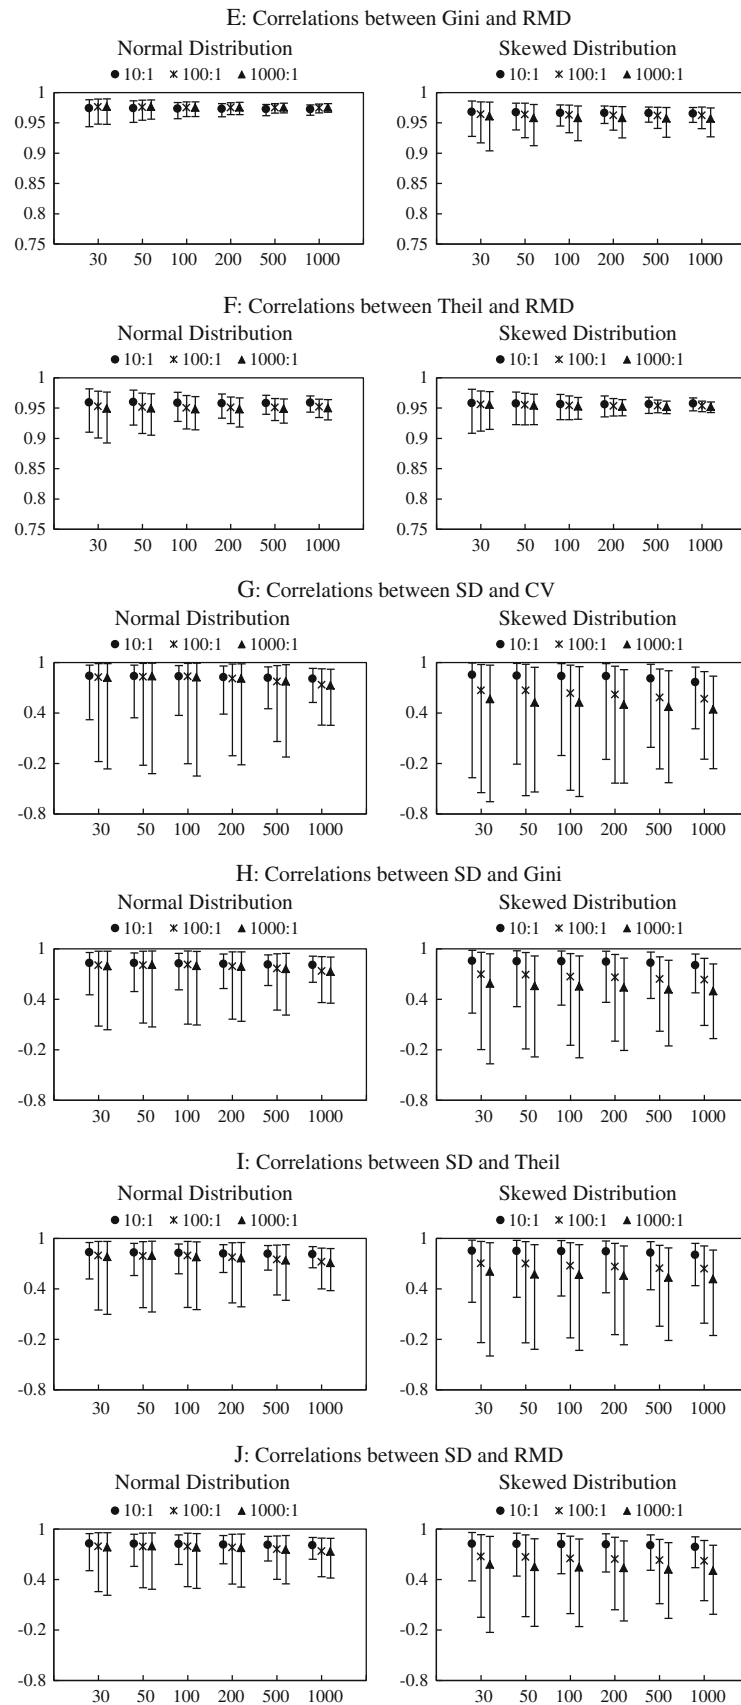 E: Correlations between Gini and RMD
Normal Distribution
10:1 100:1 1000:1
1
0.95
0.9
0.85
0.8
0.75
30 50 100 200 500 1000
Skewed Distribution
10:1 100:1 1000:1
1
0.95
0.9
0.85
0.8
0.75
30 50 100 200 500 1000
F: Correlations between Theil and RMD
Normal Distribution
10:1 100:1 1000:1
1
0.95
0.9
0.85
0.8
0.75
30 50 100 200 500 1000
Skewed Distribution
10:1 100:1 1000:1
1
0.95
0.9
0.85
0.8
0.75
30 50 100 200 500 1000
G: Correlations between SD and CV
Normal Distribution
10:1 100:1 1000:1
1
0.4
-0.2
-0.8
30 50 100 200 500 1000
Skewed Distribution
10:1 100:1 1000:1
1
0.4
-0.2
-0.8
30 50 100 200 500 1000
H: Correlations between SD and Gini
Normal Distribution
10:1 100:1 1000:1
1
0.4
-0.2
-0.8
30 50 100 200 500 1000
Skewed Distribution
10:1 100:1 1000:1
1
0.4
-0.2
-0.8
30 50 100 200 500 1000
I: Correlations between SD and Theil
Normal Distribution
10:1 100:1 1000:1
1
0.4
-0.2
-0.8
30 50 100 200 500 1000
Skewed Distribution
10:1 100:1 1000:1
1
0.4
-0.2
-0.8
30 50 100 200 500 1000
J: Correlations between SD and RMD
Normal Distribution
10:1 100:1 1000:1
1
0.4
-0.2
-0.8
30 50 100 200 500 1000
Skewed Distribution
10:1 100:1 1000:1
1
0.4
-0.2
-0.8
30 50 100 200 500 1000